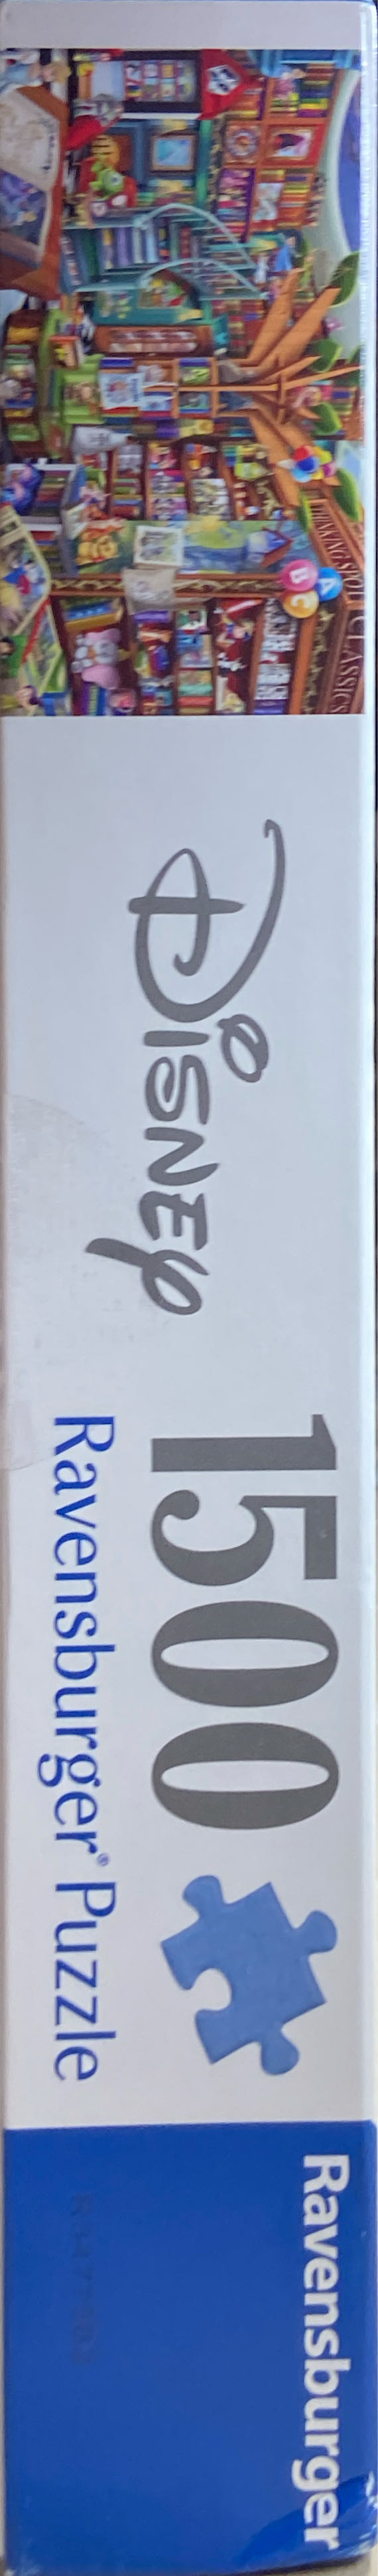 CLASSICS
A
B
C
Disney
1500
Ravensburger® Puzzle
Ravensburger